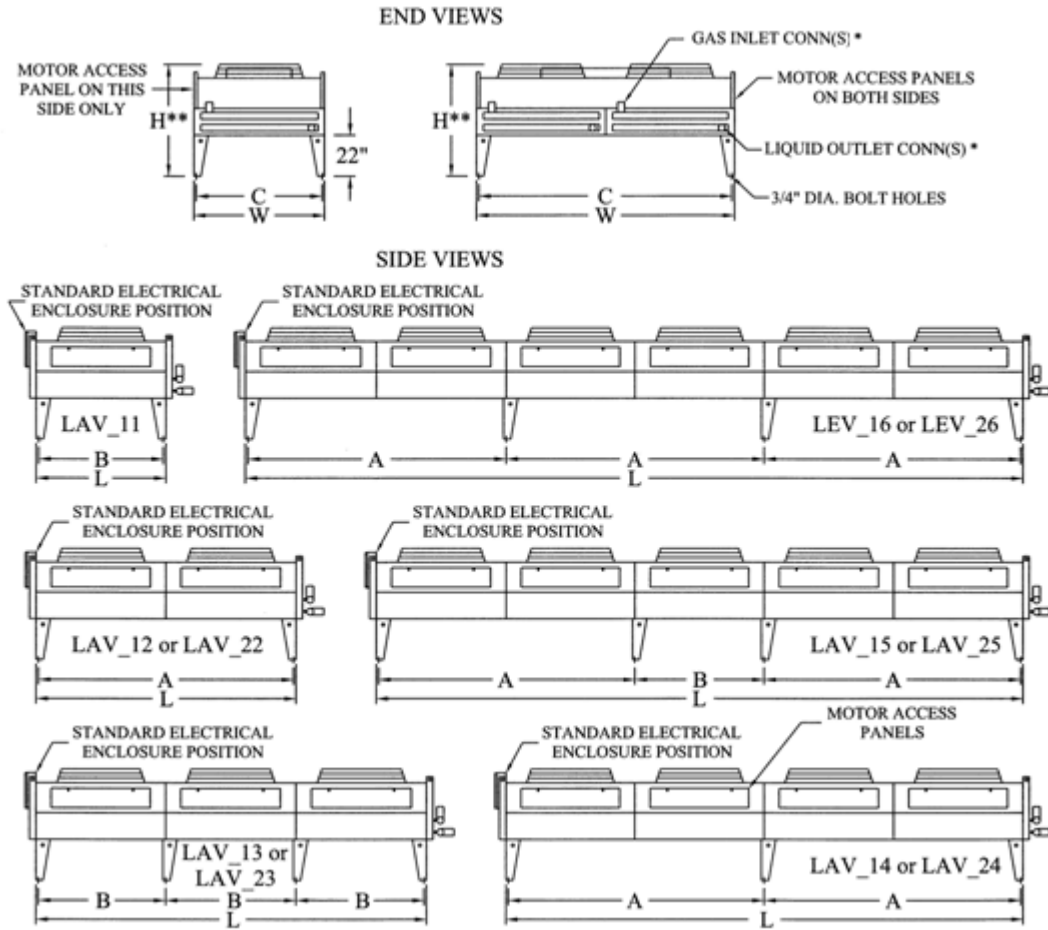 END VIEWS
GAS INLET CONN(S) *
MOTOR ACCESS
PANEL ON THIS
SIDE ONLY
MOTOR ACCESS PANELS
ON BOTH SIDES
H**
H**
22"
LIQUID OUTLET CONN(S) *
3/4" DIA. BOLT HOLES
C
W
C
W
SIDE VIEWS
STANDARD ELECTRICAL
ENCLOSURE POSITION
STANDARD ELECTRICAL
ENCLOSURE POSITION
LAV_11
LEV_16 or LEV_26
B
L
A
A
A
L
STANDARD ELECTRICAL
ENCLOSURE POSITION
STANDARD ELECTRICAL
ENCLOSURE POSITION
LAV_12 or LAV_22
LAV_15 or LAV_25
A
L
A
B
A
L
STANDARD ELECTRICAL
ENCLOSURE POSITION
STANDARD ELECTRICAL
ENCLOSURE POSITION
MOTOR ACCESS
PANELS
LAV_13 or
LAV_23
LAV_14 or LAV_24
B
B
B
L
A
A
L